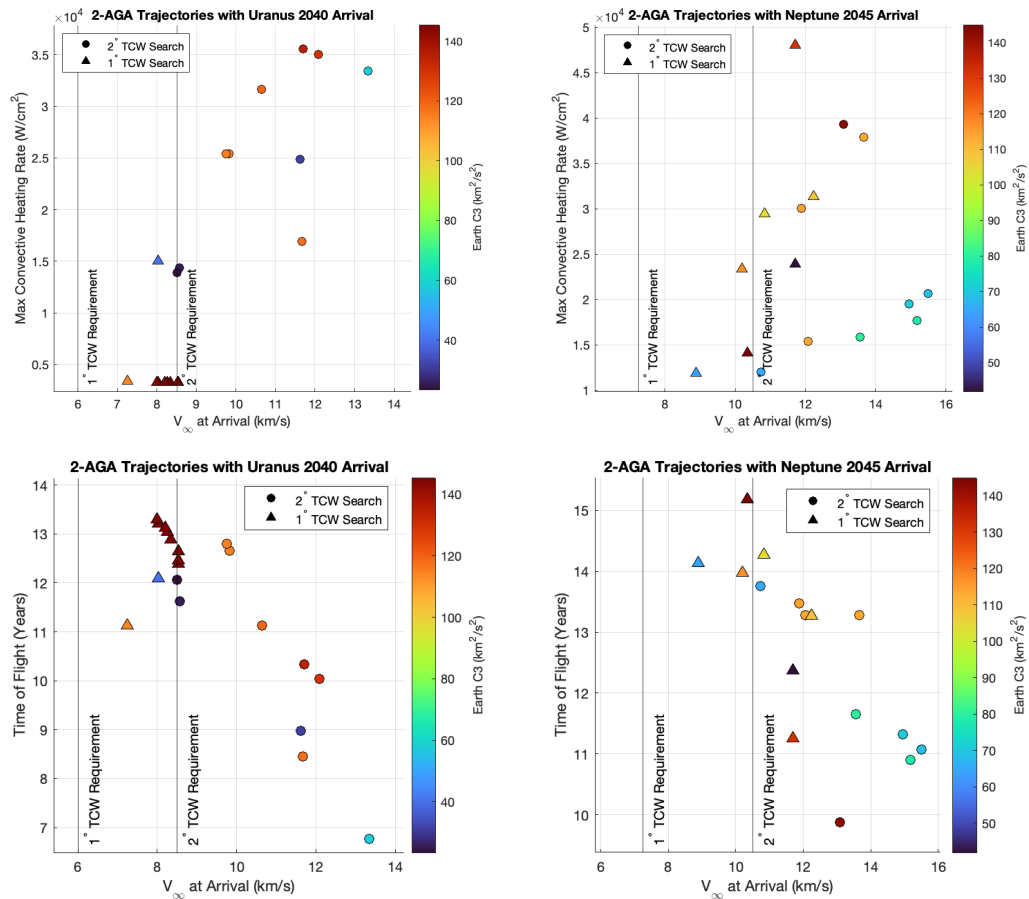 2-AGA Trajectories with Uranus 2040 Arrival
×10⁴
2° TCW Search
1° TCW Search
3.5
3
2.5
2
1.5
1
0.5
Max Convective Heating Rate (W/cm²)
1° TCW Requirement
2° TCW Requirement
6 7 8 9 10 11 12 13 14
V∞ at Arrival (km/s)
140
120
100
80
60
40
Earth C3 (km²/s²)
2-AGA Trajectories with Neptune 2045 Arrival
×10⁴
2° TCW Search
1° TCW Search
5
4.5
4
3.5
3
2.5
2
1.5
1
Max Convective Heating Rate (W/cm²)
1° TCW Requirement
2° TCW Requirement
8 10 12 14 16
V∞ at Arrival (km/s)
140
130
120
110
100
90
80
70
60
50
Earth C3 (km²/s²)
2-AGA Trajectories with Uranus 2040 Arrival
2° TCW Search
1° TCW Search
14
13
12
11
10
9
8
7
Time of Flight (Years)
1° TCW Requirement
2° TCW Requirement
6 8 10 12 14
V∞ at Arrival (km/s)
140
120
100
80
60
40
Earth C3 (km²/s²)
2-AGA Trajectories with Neptune 2045 Arrival
2° TCW Search
1° TCW Search
15
14
13
12
11
10
Time of Flight (Years)
1° TCW Requirement
2° TCW Requirement
6 8 10 12 14 16
V∞ at Arrival (km/s)
140
130
120
110
100
90
80
70
60
50
Earth C3 (km²/s²)